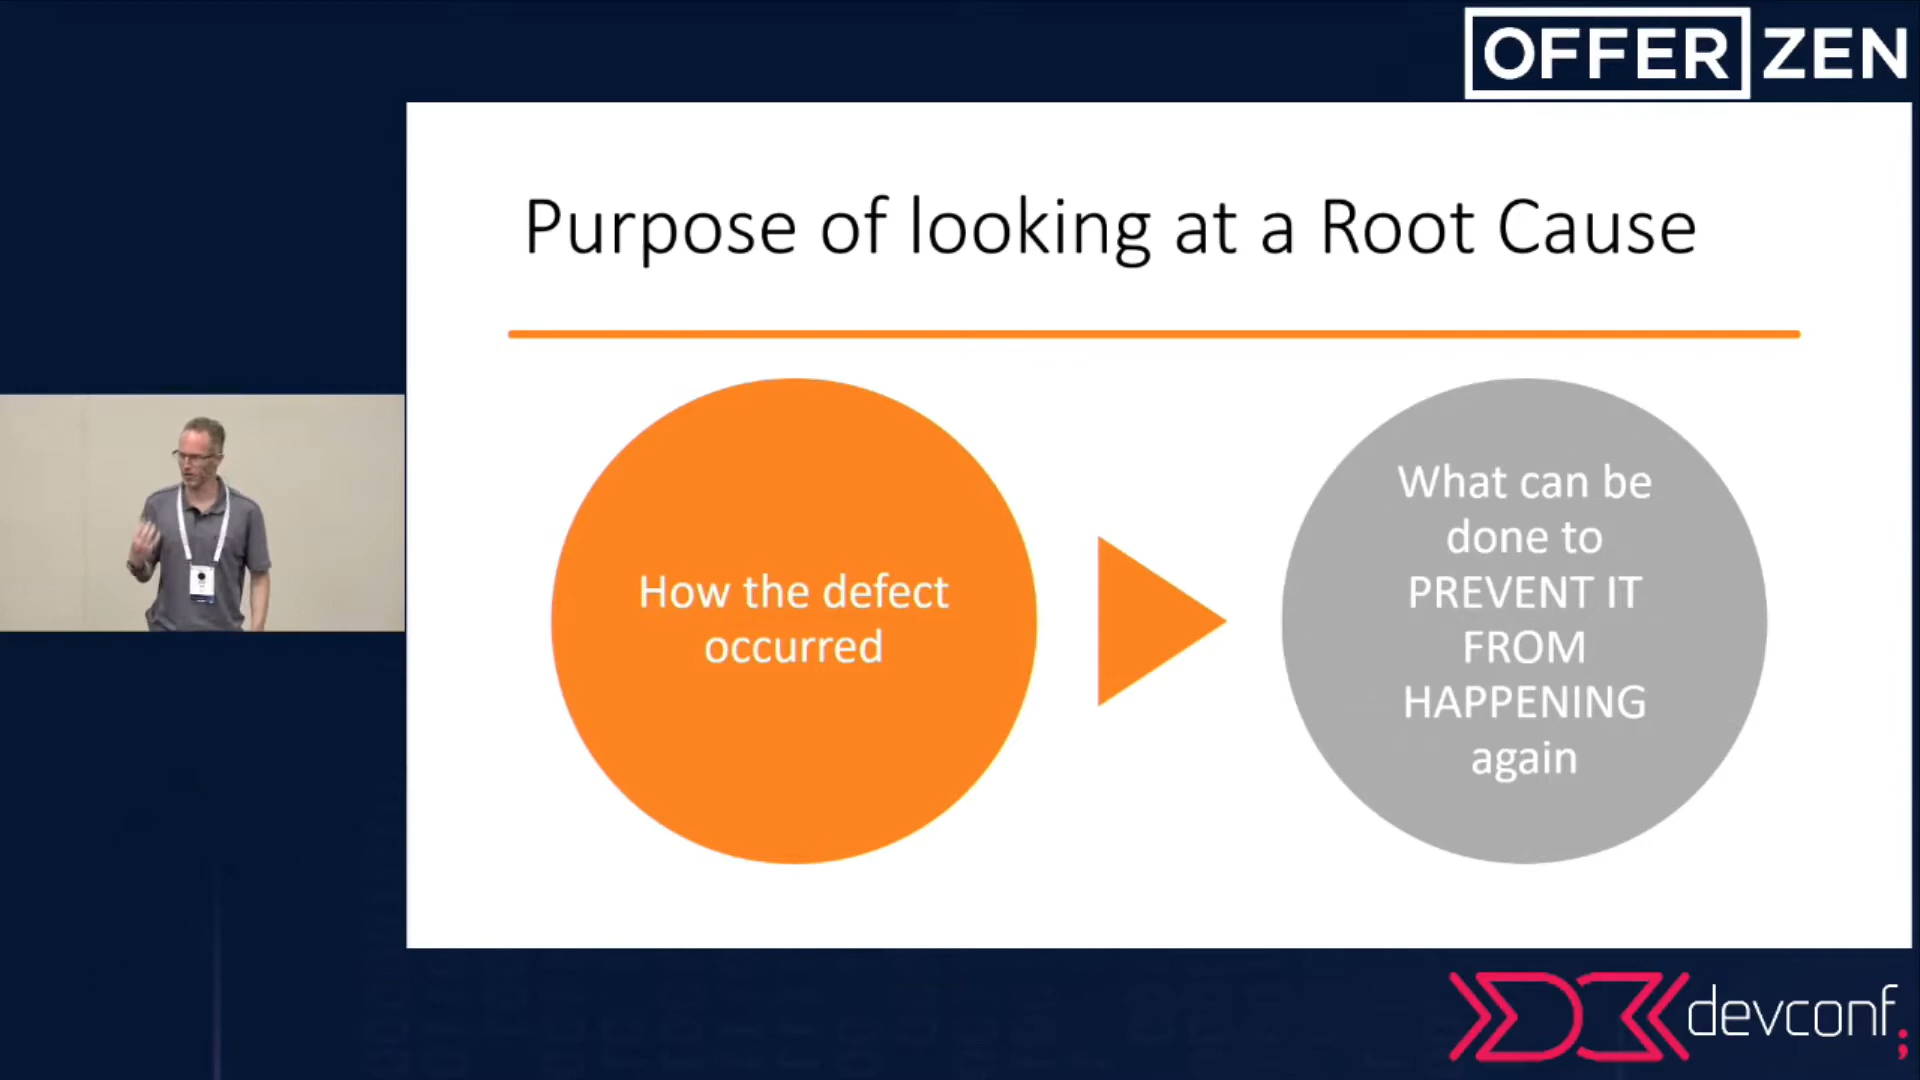 OFFER ZEN
Purpose of looking at a Root Cause
How the defect
occurred
What can be
done to
PREVENT IT
FROM
HAPPENING
again
devconf;